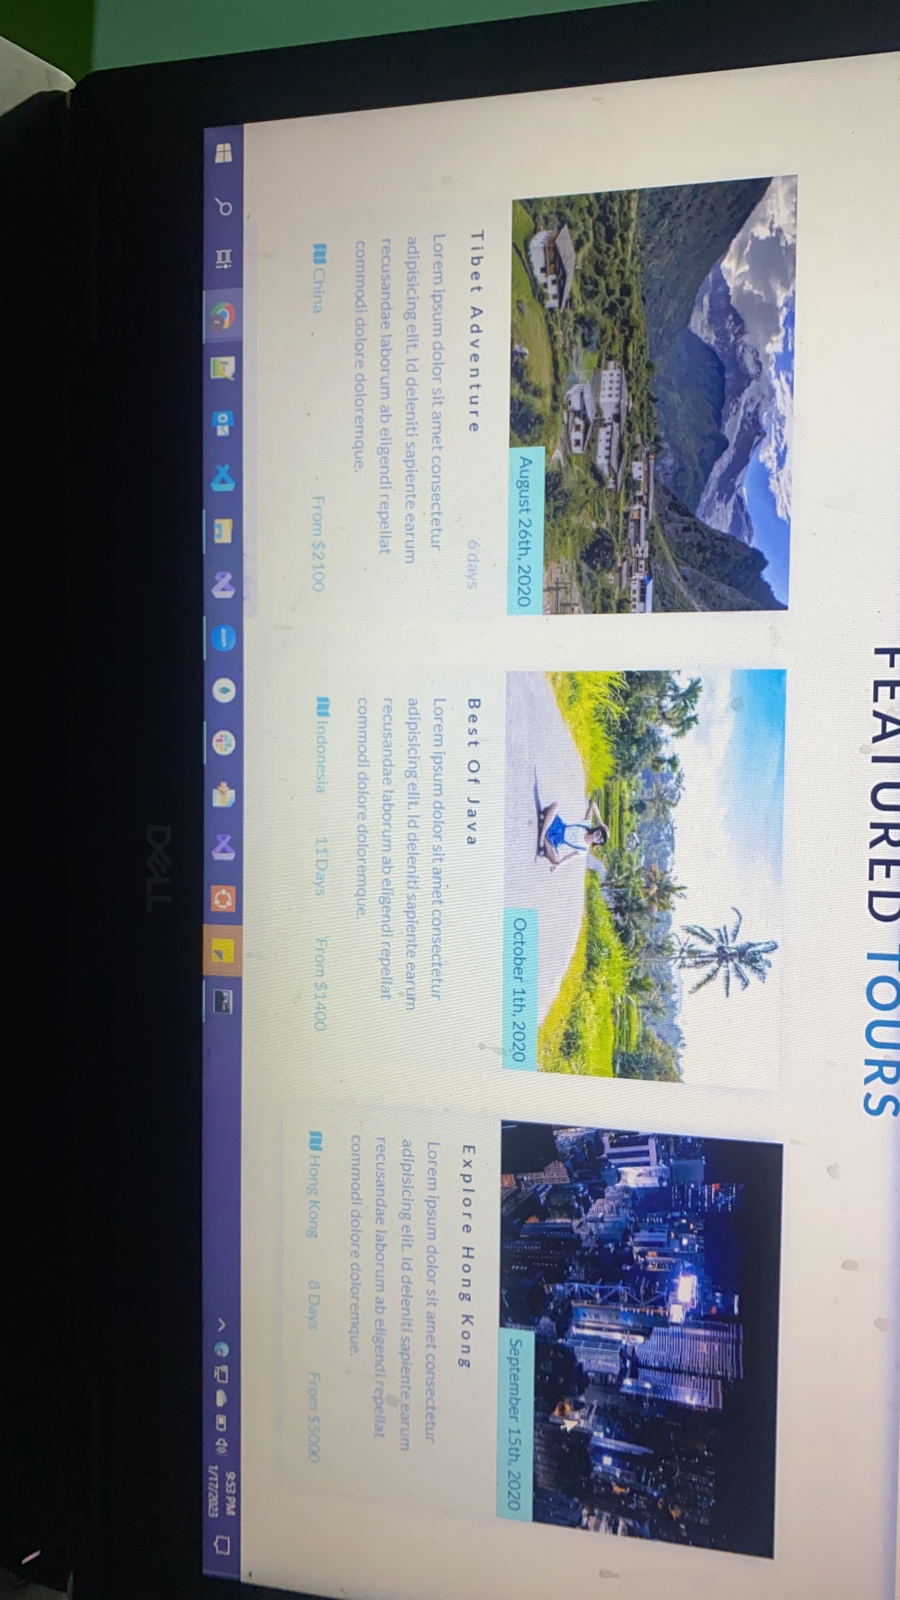 FEATURED TOURS
August 26th, 2020
Tibet Adventure
6 days
Lorem ipsum dolor sit amet consectetur
adipisicing elit. Id deleniti sapiente earum
recusandae laborum ab eligendi repellat
commodi dolore doloremque.
China
From $2100
October 1th, 2020
Best Of Java
Lorem ipsum dolor sit amet consectetur
adipisicing elit. Id deleniti sapiente earum
recusandae laborum ab eligendi repellat
commodi dolore doloremque.
Indonesia 11 Days From $1400
September 15th, 2020
Explore Hong Kong
Lorem ipsum dolor sit amet consectetur
adipisicing elit. Id deleniti sapiente earum
recusandae laborum ab eligendi repellat
commodi dolore doloremque.
Hong Kong 8 Days From $5000
9:53 PM
1/17/2023
DELL